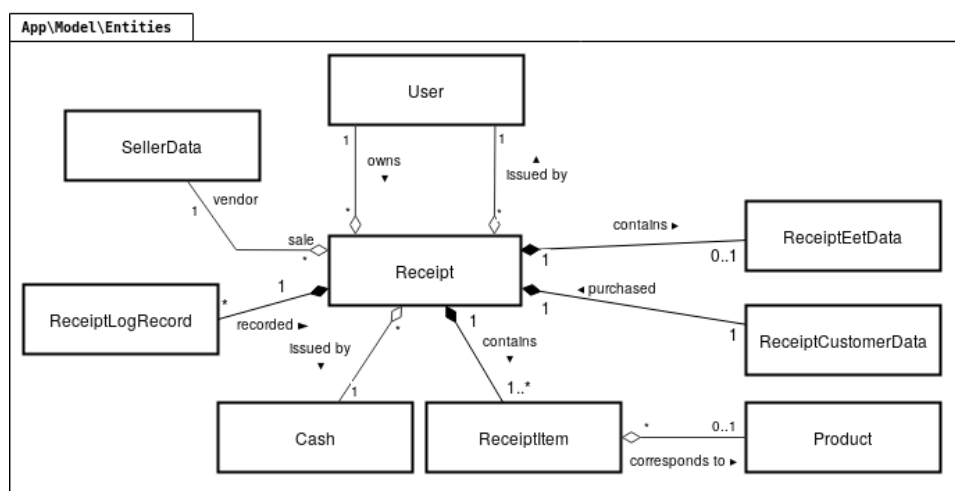 App\Model\Entities
User
SellerData
1
1
owns
▼
▲
Issued by
vendor
1
*
*
contains ►
ReceiptEetData
sale
*
Receipt
1
0..1
ReceiptLogRecord
*
1
recorded ►
◄ purchased
1
1
ReceiptCustomerData
Issued by
▼
*
1
contains
▼
1
1..*
Cash
ReceiptItem
*
0..1
corresponds to ►
Product